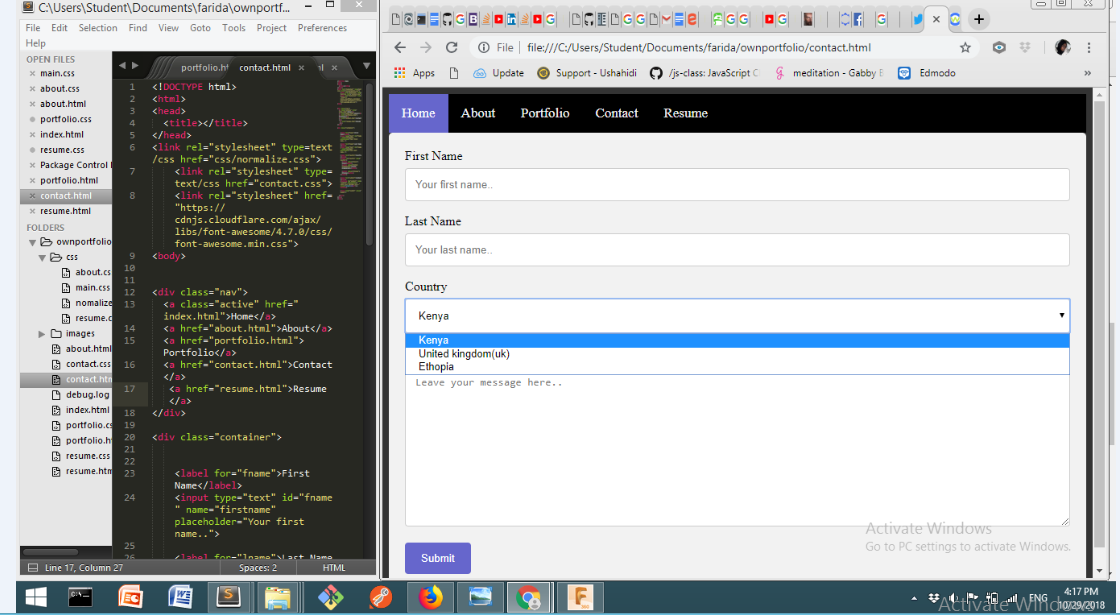 C:\Users\Student\Documents\farida\ownportf...
File Edit Selection Find View Goto Tools Project Preferences
Help
OPEN FILES
main.css
about.css
about.html
portfolio.css
index.html
resume.css
Package Control
portfolio.html
contact.html
resume.html
FOLDERS
ownportfolio
css
about.cs
main.css
nomalize
resume.c
images
about.html
contact.css
contact.htm
debug.log
index.html
portfolio.cs
portfolio.h
resume.css
resume.htm
portfolio.ht contact.html
1 <!DOCTYPE html>
2 <html>
3 <head>
4 <title></title>
5 </head>
6 <link rel="stylesheet" type=text
/css href="css/normalize.css">
7 <link rel="stylesheet" type=
text/css href="contact.css">
8 <link rel="stylesheet" href=
"https://
cdnjs.cloudflare.com/ajax/
libs/font-awesome/4.7.0/css/
font-awesome.min.css">
9 <body>
10
11
12 <div class="nav">
13 <a class="active" href="
index.html">Home</a>
14 <a href="about.html">About</a>
15 <a href="portfolio.html">
Portfolio</a>
16 <a href="contact.html">Contact
</a>
17 <a href="resume.html">Resume
</a>
18 </div>
19
20 <div class="container">
21
22
23 <label for="fname">First
Name</label>
24 <input type="text" id="fname
" name="firstname"
placeholder="Your first
name..">
25
26 <label for="lname">Last Name
Line 17, Column 27 Spaces: 2 HTML
File file:///C:/Users/Student/Documents/farida/ownportfolio/contact.html
Apps Update Support - Ushahidi /js-class: JavaScript C meditation - Gabby B Edmodo
Home About Portfolio Contact Resume
First Name
Your first name..
Last Name
Your last name..
Country
Kenya
Kenya
United kingdom(uk)
Ethopia
Leave your message here..
Submit
Activate Windows
Go to PC settings to activate Windows.
ENG 4:17 PM
10/29/2018
Activate Windows